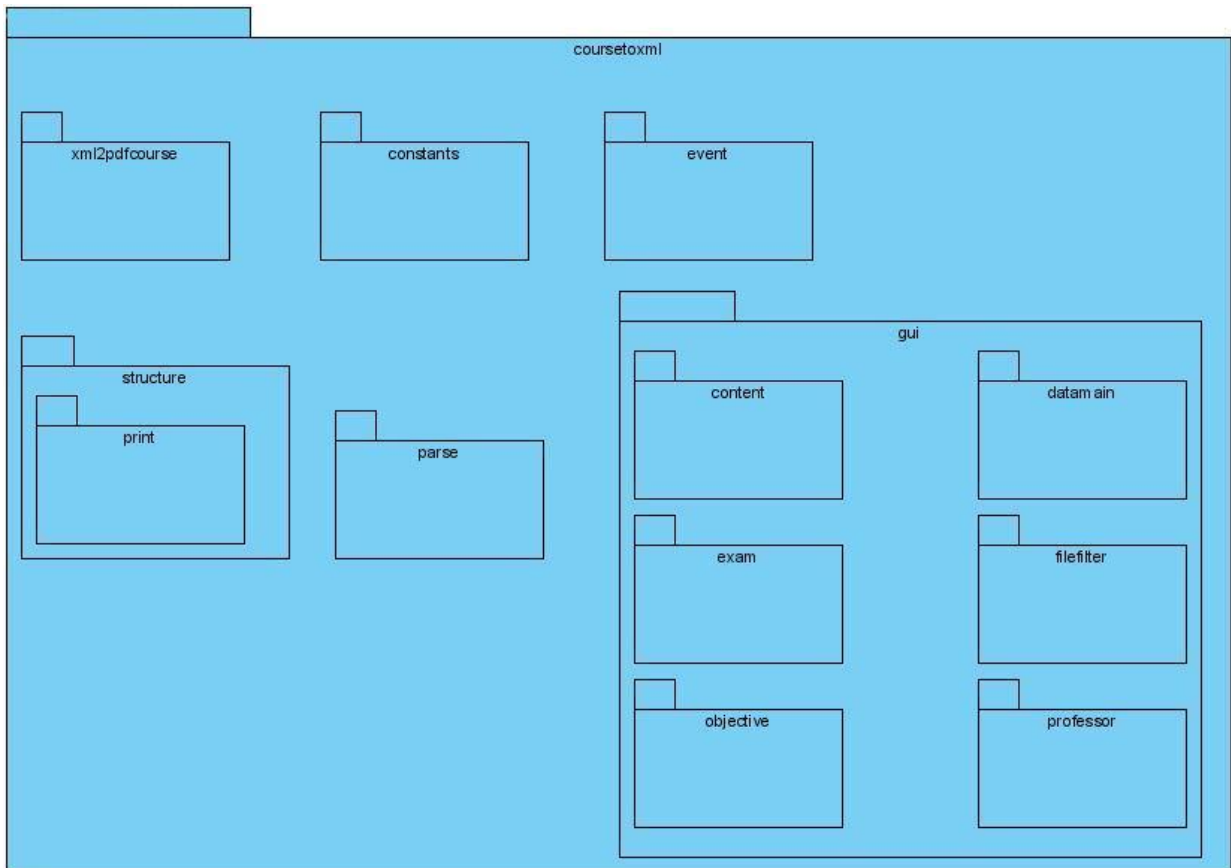 coursetoxml
xml2pdfcourse
constants
event
structure
print
parse
gui
content
datamain
exam
filefilter
objective
professor